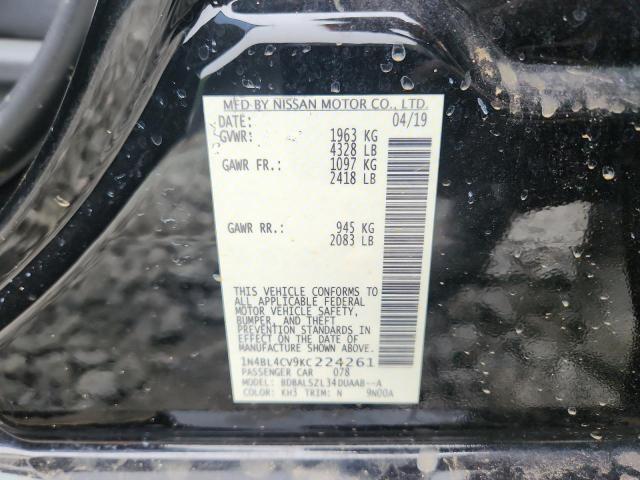 MFD BY NISSAN MOTOR CO., LTD.
DATE: 04/19
GVWR: 1963 KG
4328 LB
GAWR FR.: 1097 KG
2418 LB
GAWR RR.: 945 KG
2083 LB
THIS VEHICLE CONFORMS TO
ALL APPLICABLE FEDERAL
MOTOR VEHICLE SAFETY,
BUMPER, AND THEFT
PREVENTION STANDARDS IN
EFFECT ON THE DATE OF
MANUFACTURE SHOWN ABOVE.
1N4BL4CV9KC224261
PASSENGER CAR 078
MODEL: BDBALSZL34DUAAB--A
COLOR: KH3 TRIM: N 9N00A